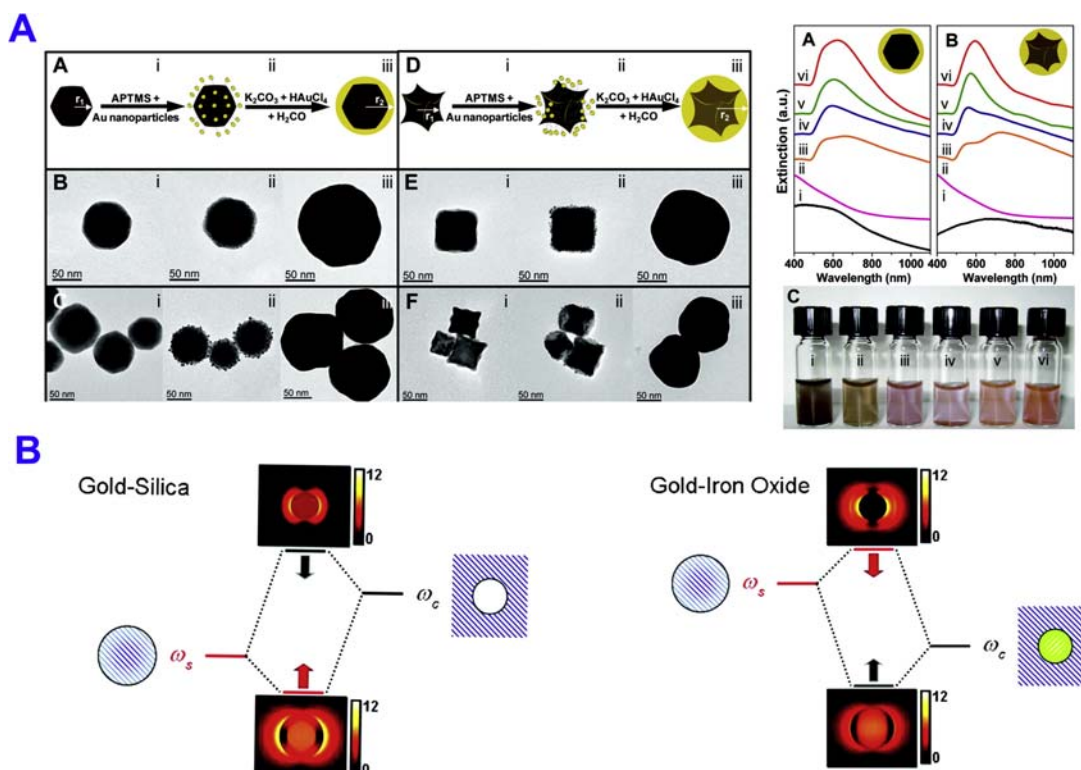 A
A
i
ii
iii
APTMS +
Au nanoparticles
K₂CO₃ + HAuCl₄
+ H₂CO
r₁
r₂
D
i
ii
iii
APTMS +
Au nanoparticles
K₂CO₃ + HAuCl₄
+ H₂CO
r₁
r₂
B
i
ii
iii
50 nm
50 nm
50 nm
E
i
ii
iii
50 nm
50 nm
50 nm
i
ii
50 nm
50 nm
50 nm
F
i
ii
iii
50 nm
50 nm
50 nm
A
vi
v
iv
iii
ii
i
Extinction (a.u.)
400 600 800 1000
Wavelength (nm)
B
vi
v
iv
iii
ii
i
400 600 800 1000
Wavelength (nm)
C
i ii iii iv v vi
B
Gold-Silica
12
0
ωs
ωc
12
0
Gold-Iron Oxide
12
0
ωs
ωc
12
0